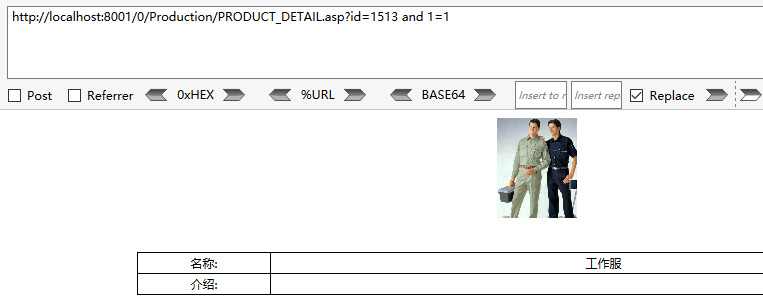 http://localhost:8001/0/Production/PRODUCT_DETAIL.asp?id=1513 and 1=1
Post Referrer 0xHEX %URL BASE64 Insert to r Insert rep Replace
名称: 工作服
介绍: